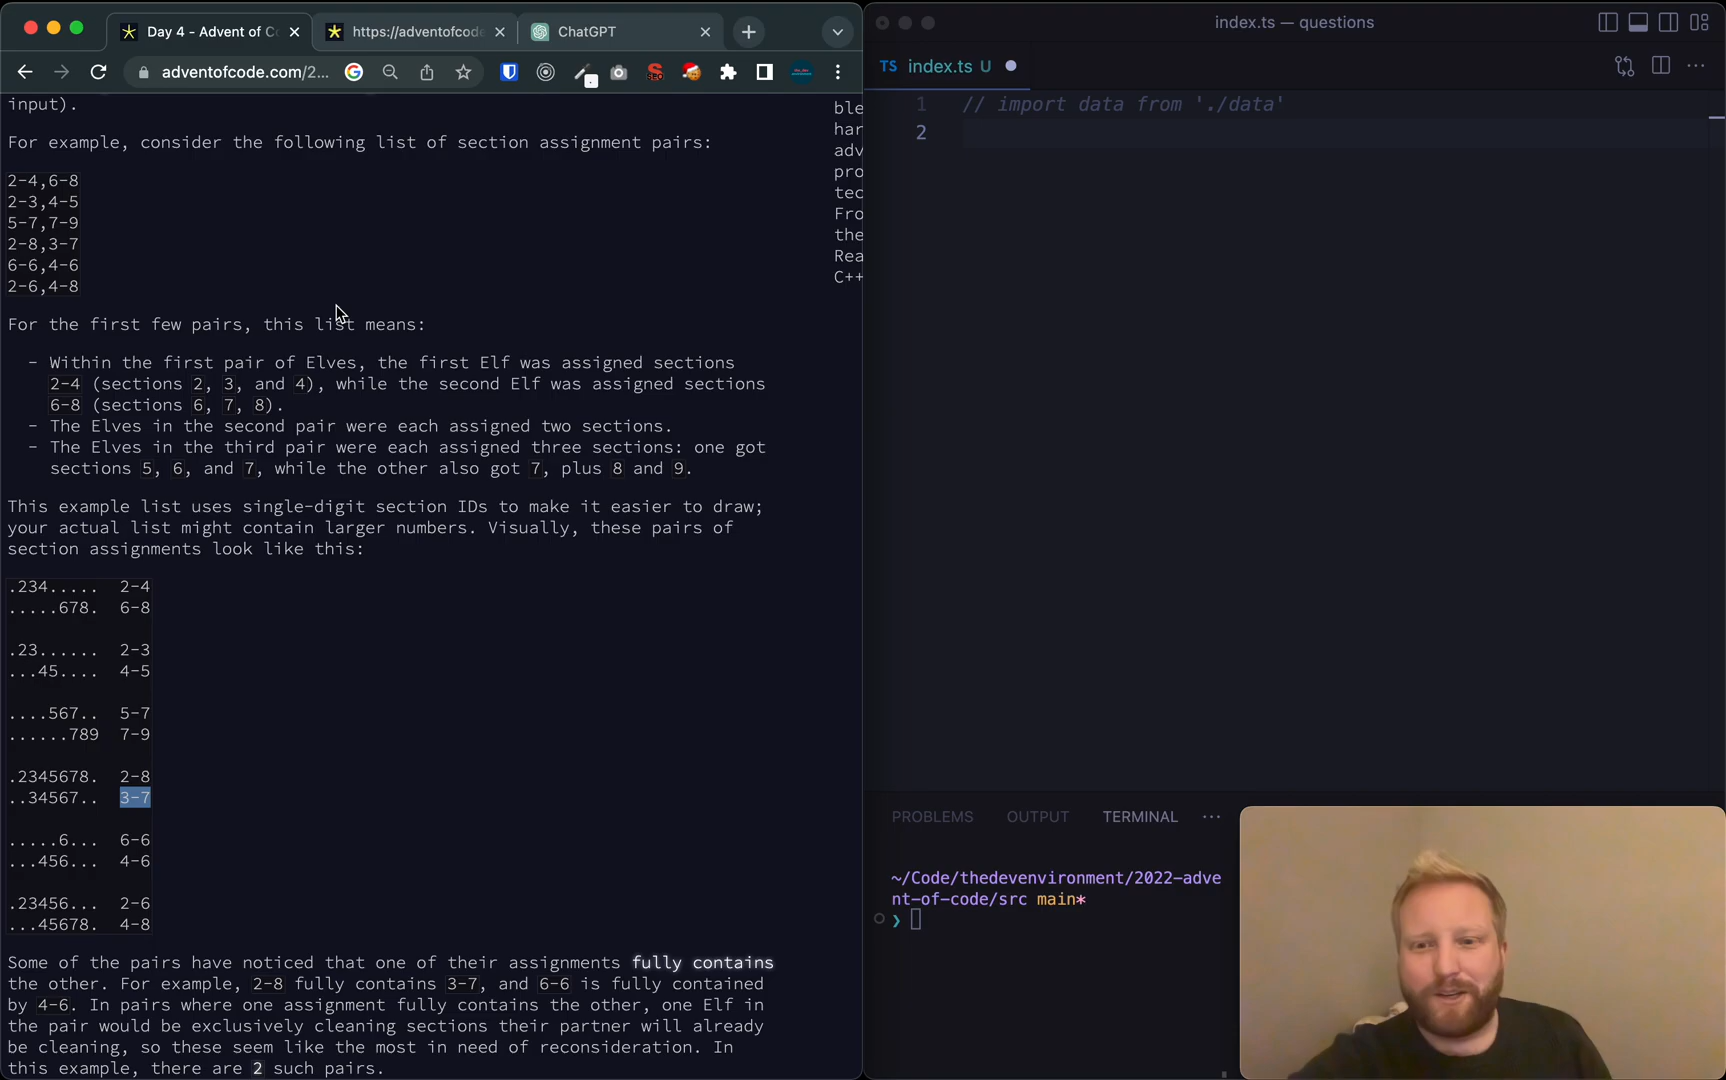 Day 4 - Advent of Co
https://adventofcode
ChatGPT
adventofcode.com/2...
input).
For example, consider the following list of section assignment pairs:
2-4,6-8
2-3,4-5
5-7,7-9
2-8,3-7
6-6,4-6
2-6,4-8
For the first few pairs, this list means:
- Within the first pair of Elves, the first Elf was assigned sections
2-4 (sections 2, 3, and 4), while the second Elf was assigned sections
6-8 (sections 6, 7, 8).
- The Elves in the second pair were each assigned two sections.
- The Elves in the third pair were each assigned three sections: one got
sections 5, 6, and 7, while the other also got 7, plus 8 and 9.
This example list uses single-digit section IDs to make it easier to draw;
your actual list might contain larger numbers. Visually, these pairs of
section assignments look like this:
.234.....  2-4
.....678.  6-8
.23......  2-3
...45....  4-5
....567..  5-7
......789  7-9
.2345678.  2-8
..34567..  3-7
.....6...  6-6
...456...  4-6
.23456...  2-6
...45678.  4-8
Some of the pairs have noticed that one of their assignments fully contains
the other. For example, 2-8 fully contains 3-7, and 6-6 is fully contained
by 4-6. In pairs where one assignment fully contains the other, one Elf in
the pair would be exclusively cleaning sections their partner will already
be cleaning, so these seem like the most in need of reconsideration. In
this example, there are 2 such pairs.
ble
har
adv
pro
tec
Fro
the
Rea
C++
index.ts — questions
TS index.ts U
1 // import data from './data'
2
PROBLEMS OUTPUT TERMINAL ...
~/Code/thedevenvironment/2022-adve
nt-of-code/src main*
❯